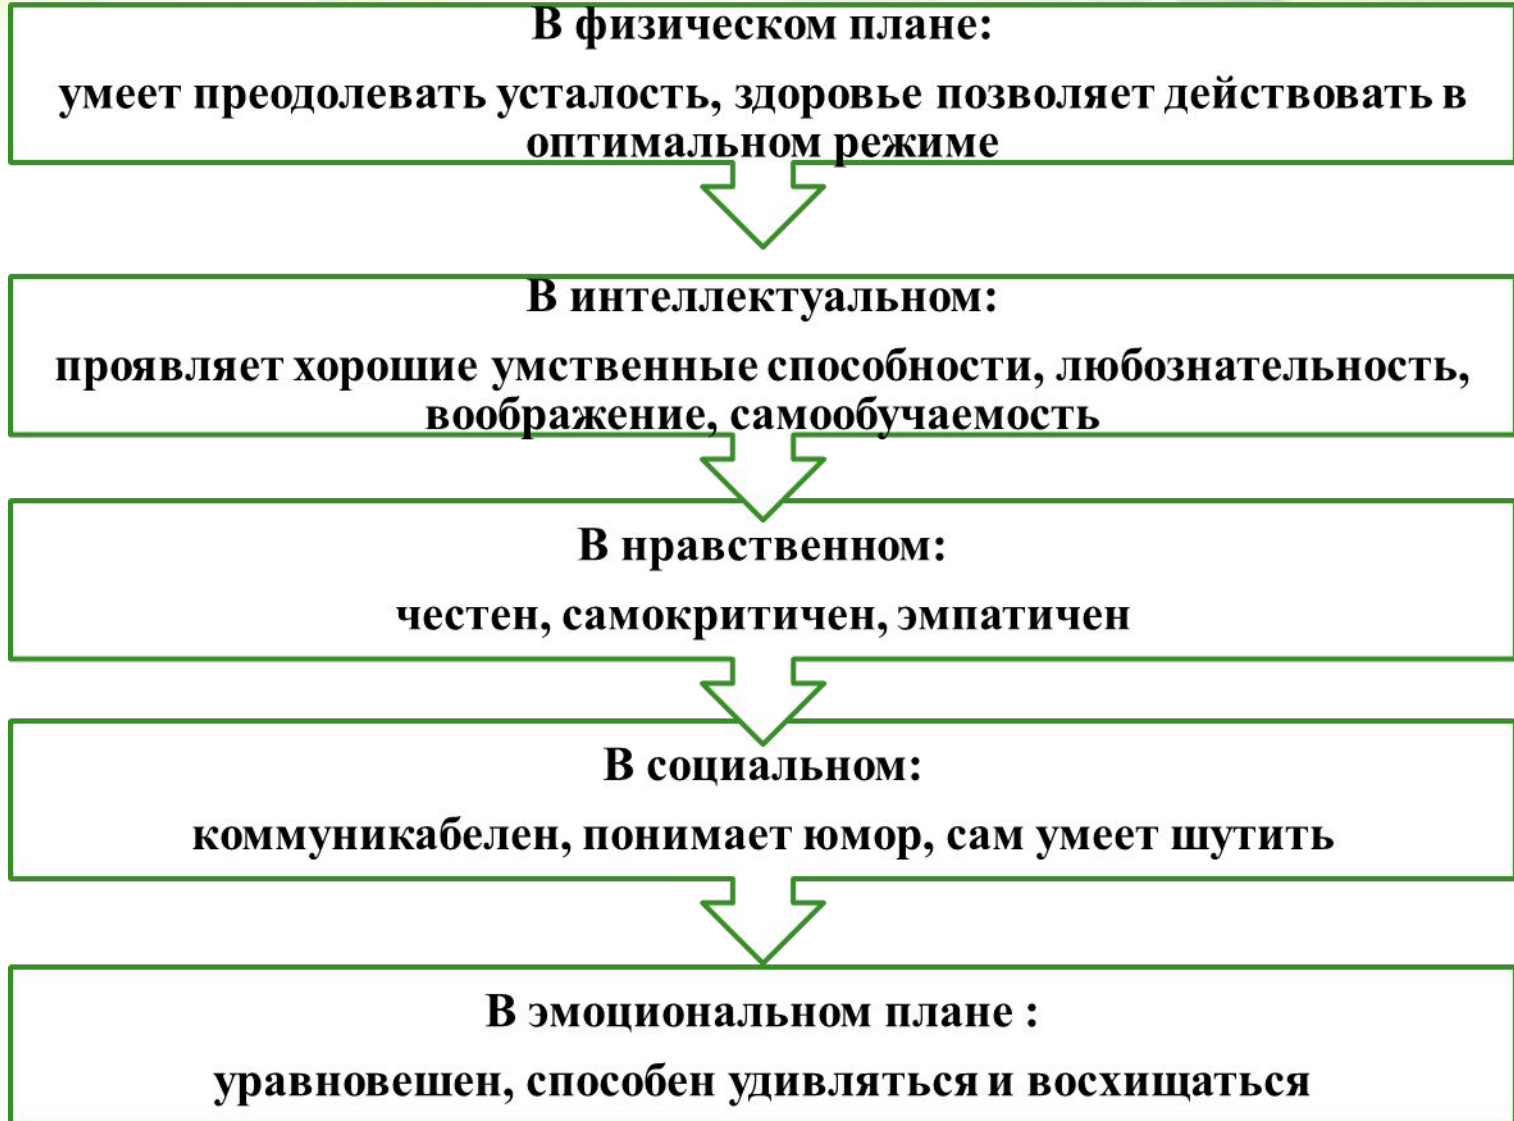 В физическом плане:
умеет преодолевать усталость, здоровье позволяет действовать в
оптимальном режиме
В интеллектуальном:
проявляет хорошие умственные способности, любознательность,
воображение, самообучаемость
В нравственном:
честен, самокритичен, эмпатичен
В социальном:
коммуникабелен, понимает юмор, сам умеет шутить
В эмоциональном плане :
уравновешен, способен удивляться и восхищаться